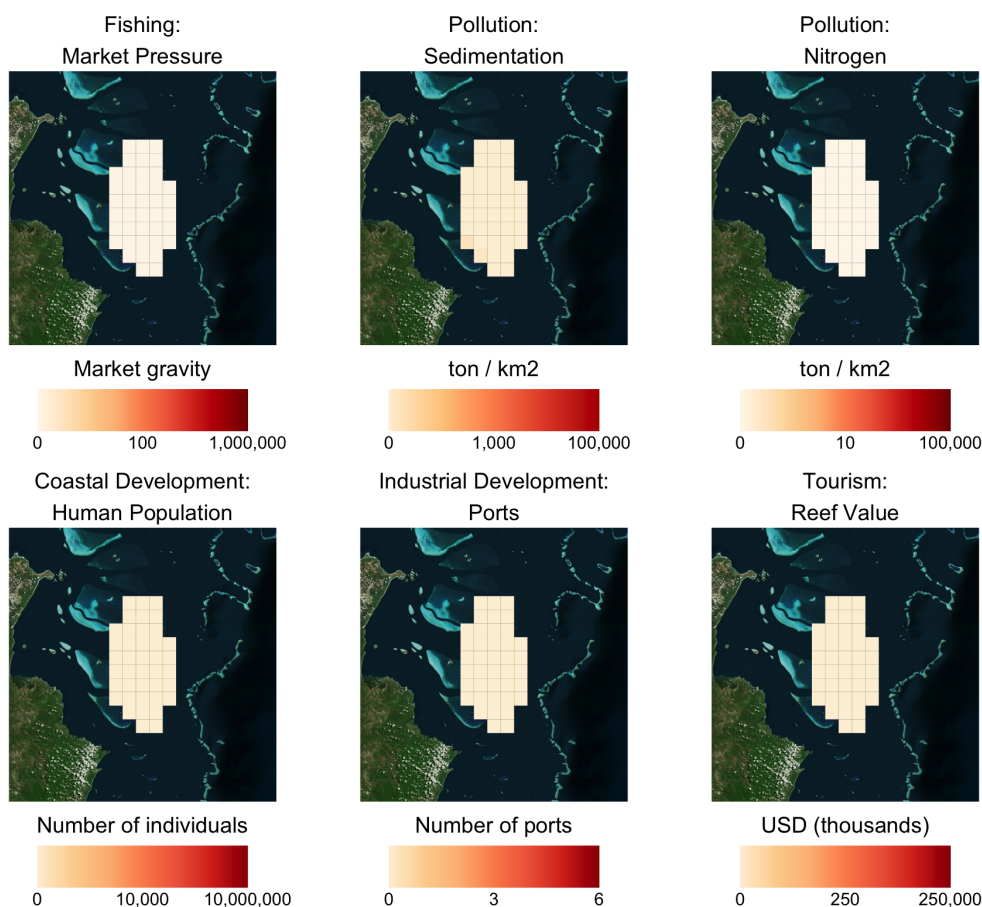 Fishing:
Market Pressure
Pollution:
Sedimentation
Pollution:
Nitrogen
Market gravity
0 100 1,000,000
ton / km2
0 1,000 100,000
ton / km2
0 10 100,000
Coastal Development:
Human Population
Industrial Development:
Ports
Tourism:
Reef Value
Number of individuals
0 10,000 10,000,000
Number of ports
0 3 6
USD (thousands)
0 250 250,000